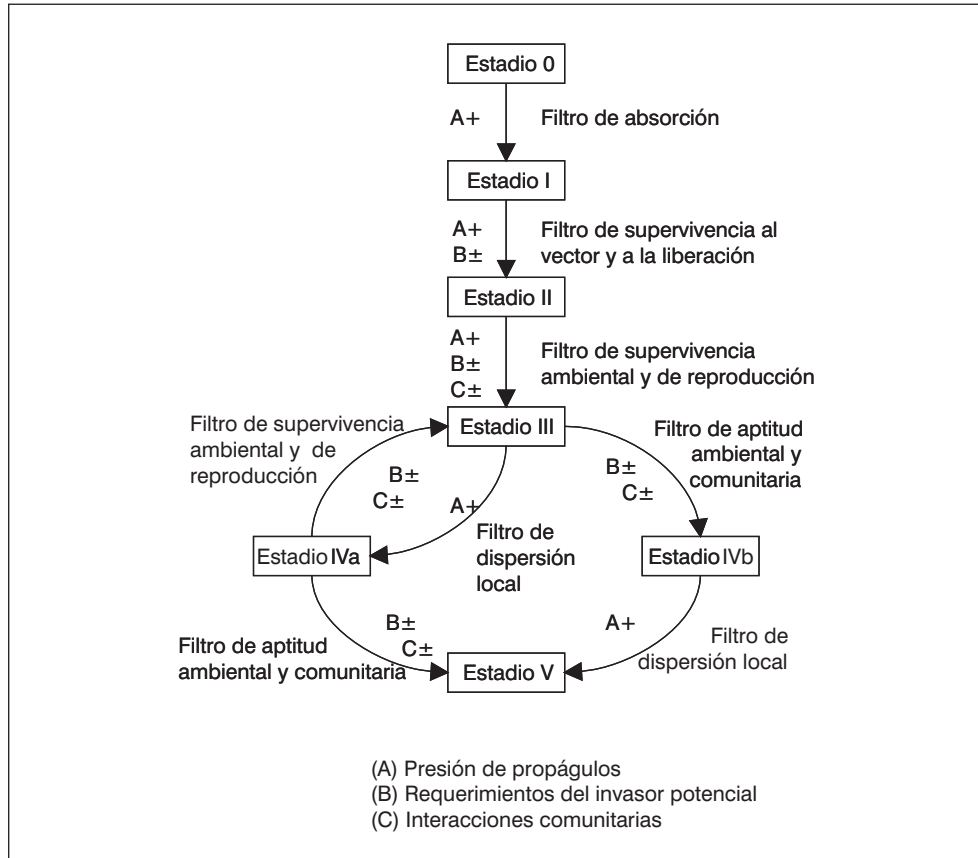 Estadio 0
A+
Filtro de absorción
Estadio I
A+
B±
Filtro de supervivencia al
vector y a la liberación
Estadio II
A+
B±
C±
Filtro de supervivencia
ambiental y de reproducción
Estadio III
Filtro de supervivencia
ambiental y de
reproducción
B±
C±
A+
Filtro de
dispersión
local
B±
C±
Filtro de aptitud
ambiental y
comunitaria
Estadio IVa
Estadio IVb
Filtro de aptitud
ambiental y comunitaria
B±
C±
A+
Filtro de
dispersión local
Estadio V
(A) Presión de propágulos
(B) Requerimientos del invasor potencial
(C) Interacciones comunitarias